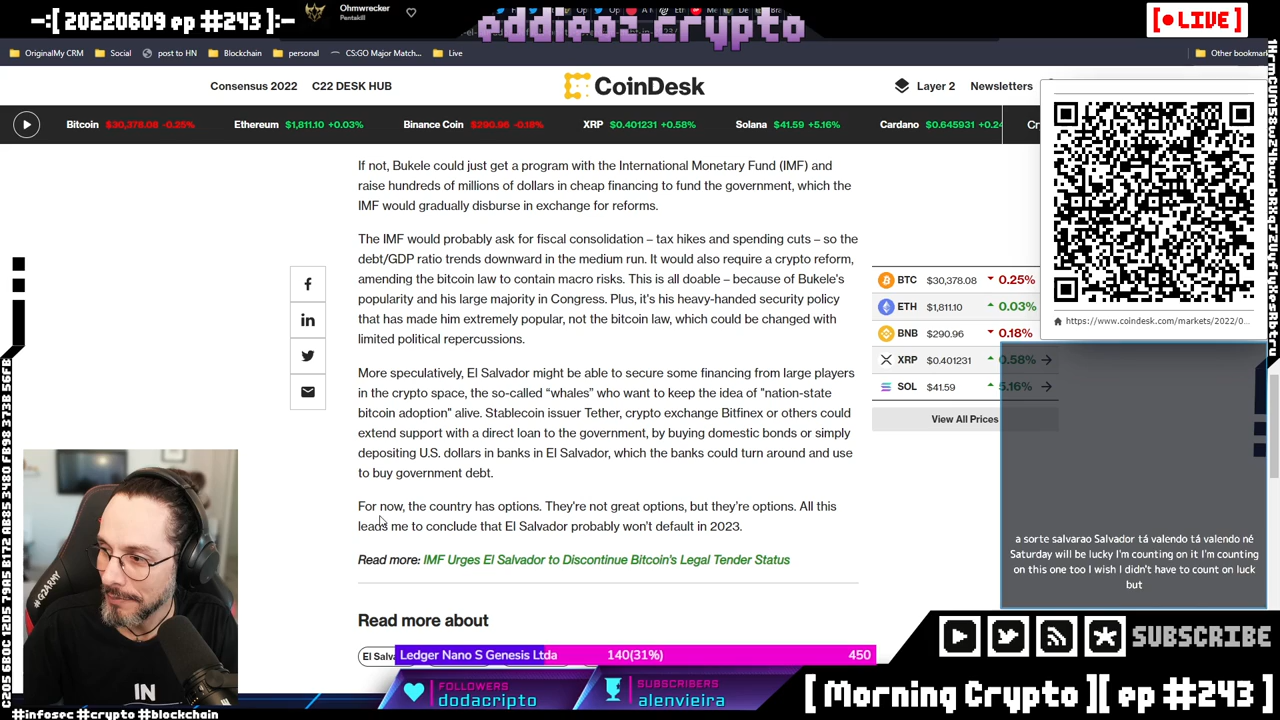 -:[ 20220609 ep #243 ]:-
Ohmwrecker
Pentskill
eddieoz.crypto
[ LIVE ]
OriginalMy CRM
Social
post to HN
Blockchain
personal
CS:GO Major Match...
Live
Other bookmar
Consensus 2022
C22 DESK HUB
CoinDesk
Layer 2
Newsletters
Bitcoin $30,378.08 -0.25%
Ethereum $1,811.10 +0.03%
Binance Coin $290.96 -0.18%
XRP $0.401231 +0.58%
Solana $41.59 +5.16%
Cardano $0.645931 +0.24
Cr
If not, Bukele could just get a program with the International Monetary Fund (IMF) and
raise hundreds of millions of dollars in cheap financing to fund the government, which the
IMF would gradually disburse in exchange for reforms.
The IMF would probably ask for fiscal consolidation – tax hikes and spending cuts – so the
debt/GDP ratio trends downward in the medium run. It would also require a crypto reform,
amending the bitcoin law to contain macro risks. This is all doable – because of Bukele's
popularity and his large majority in Congress. Plus, it's his heavy-handed security policy
that has made him extremely popular, not the bitcoin law, which could be changed with
limited political repercussions.
More speculatively, El Salvador might be able to secure some financing from large players
in the crypto space, the so-called “whales” who want to keep the idea of "nation-state
bitcoin adoption" alive. Stablecoin issuer Tether, crypto exchange Bitfinex or others could
extend support with a direct loan to the government, by buying domestic bonds or simply
depositing U.S. dollars in banks in El Salvador, which the banks could turn around and use
to buy government debt.
For now, the country has options. They’re not great options, but they’re options. All this
leads me to conclude that El Salvador probably won’t default in 2023.
Read more: IMF Urges El Salvador to Discontinue Bitcoin’s Legal Tender Status
Read more about
El Salv
BTC $30,378.08 0.25%
ETH $1,811.10 0.03%
BNB $290.96 0.18%
XRP $0.401231 0.58%
SOL $41.59 5.16%
View All Prices
https://www.coindesk.com/markets/2022/0...
a sorte salvarao Salvador tá valendo tá valendo né
Saturday will be lucky I'm counting on it I'm counting
on this one too I wish I didn't have to count on luck
but
#G2ARMY
IN
Ledger Nano S Genesis Ltda 140(31%) 450
FOLLOWERS
dodacripto
SUBSCRIBERS
alenvieira
SUBSCRIBE
[ Morning Crypto ][ ep #243 ]
#infosec #crypto #blockchain